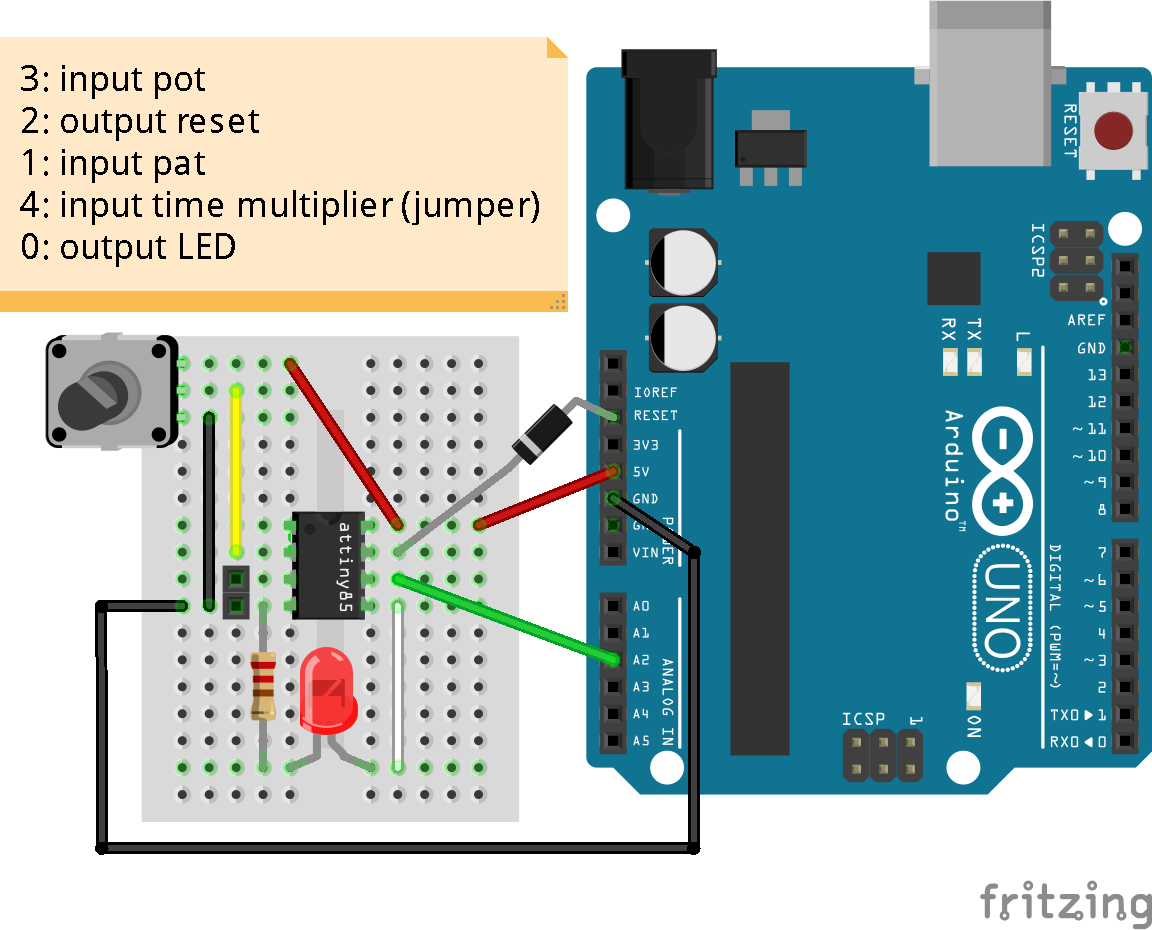 3: input pot
2: output reset
1: input pat
4: input time multiplier (jumper)
0: output LED
RESET
ICSP2
AREF
GND
13
12
~11
~10
~9
8
7
~6
~5
4
~3
2
TX0▶1
RX0◀0
RX
TX
L
Arduino™
UNO
DIGITAL (PWM=~)
ON
ICSP
1
IOREF
RESET
3V3
5V
GND
VIN
POWER
A0
A1
A2
A3
A4
A5
ANALOG IN
attiny85
fritzing